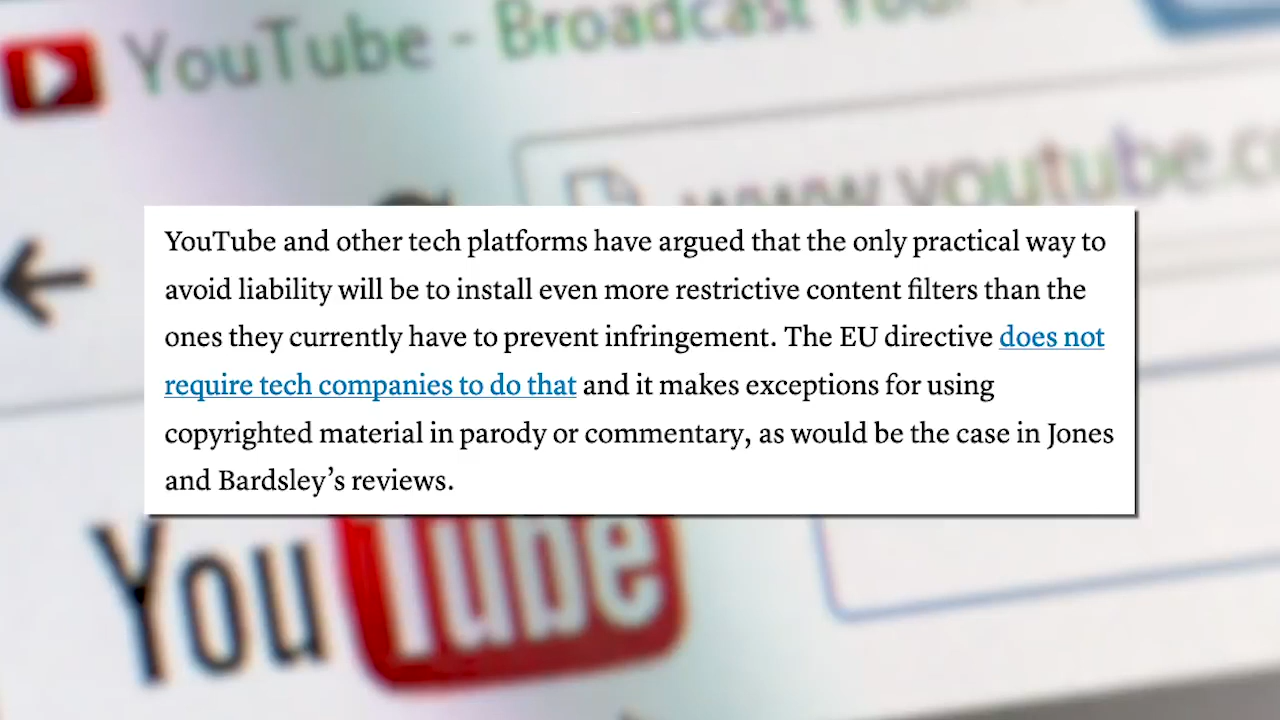 YouTube - Broadcast Your
www.youtube.c
YouTube and other tech platforms have argued that the only practical way to
avoid liability will be to install even more restrictive content filters than the
ones they currently have to prevent infringement. The EU directive does not
require tech companies to do that and it makes exceptions for using
copyrighted material in parody or commentary, as would be the case in Jones
and Bardsley’s reviews.
YouTube